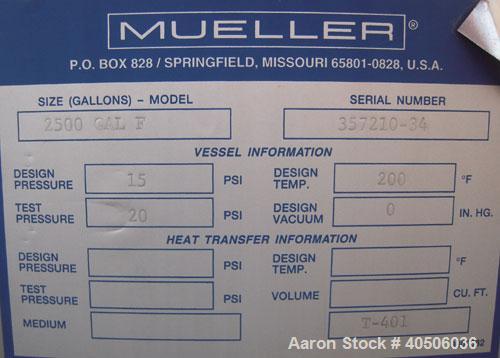 MUELLER®
P.O. BOX 828 / SPRINGFIELD, MISSOURI 65801-0828, U.S.A.
SIZE (GALLONS) – MODEL SERIAL NUMBER
2500 GAL F 357210-34
VESSEL INFORMATION
DESIGN PRESSURE 15 PSI DESIGN TEMP. 200 °F
TEST PRESSURE 20 PSI DESIGN VACUUM 0 IN. HG.
HEAT TRANSFER INFORMATION
DESIGN PRESSURE PSI DESIGN TEMP. °F
TEST PRESSURE PSI VOLUME CU. FT.
MEDIUM T-401
Aaron Stock # 40506036